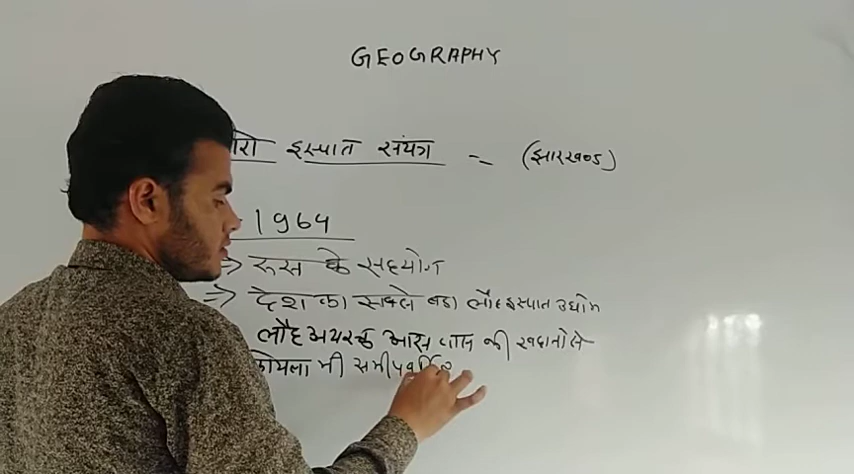 GEOGRAPHY
ारो इस्पात संयंत्र - (झारखण्ड)
1964
⇒ रूस के सहयोग
⇒ देश का सबसे बडा लौह इस्पात उद्योग
लौह अयस्क आस पास की खदानो से
कोयला भी समीपवर्ती